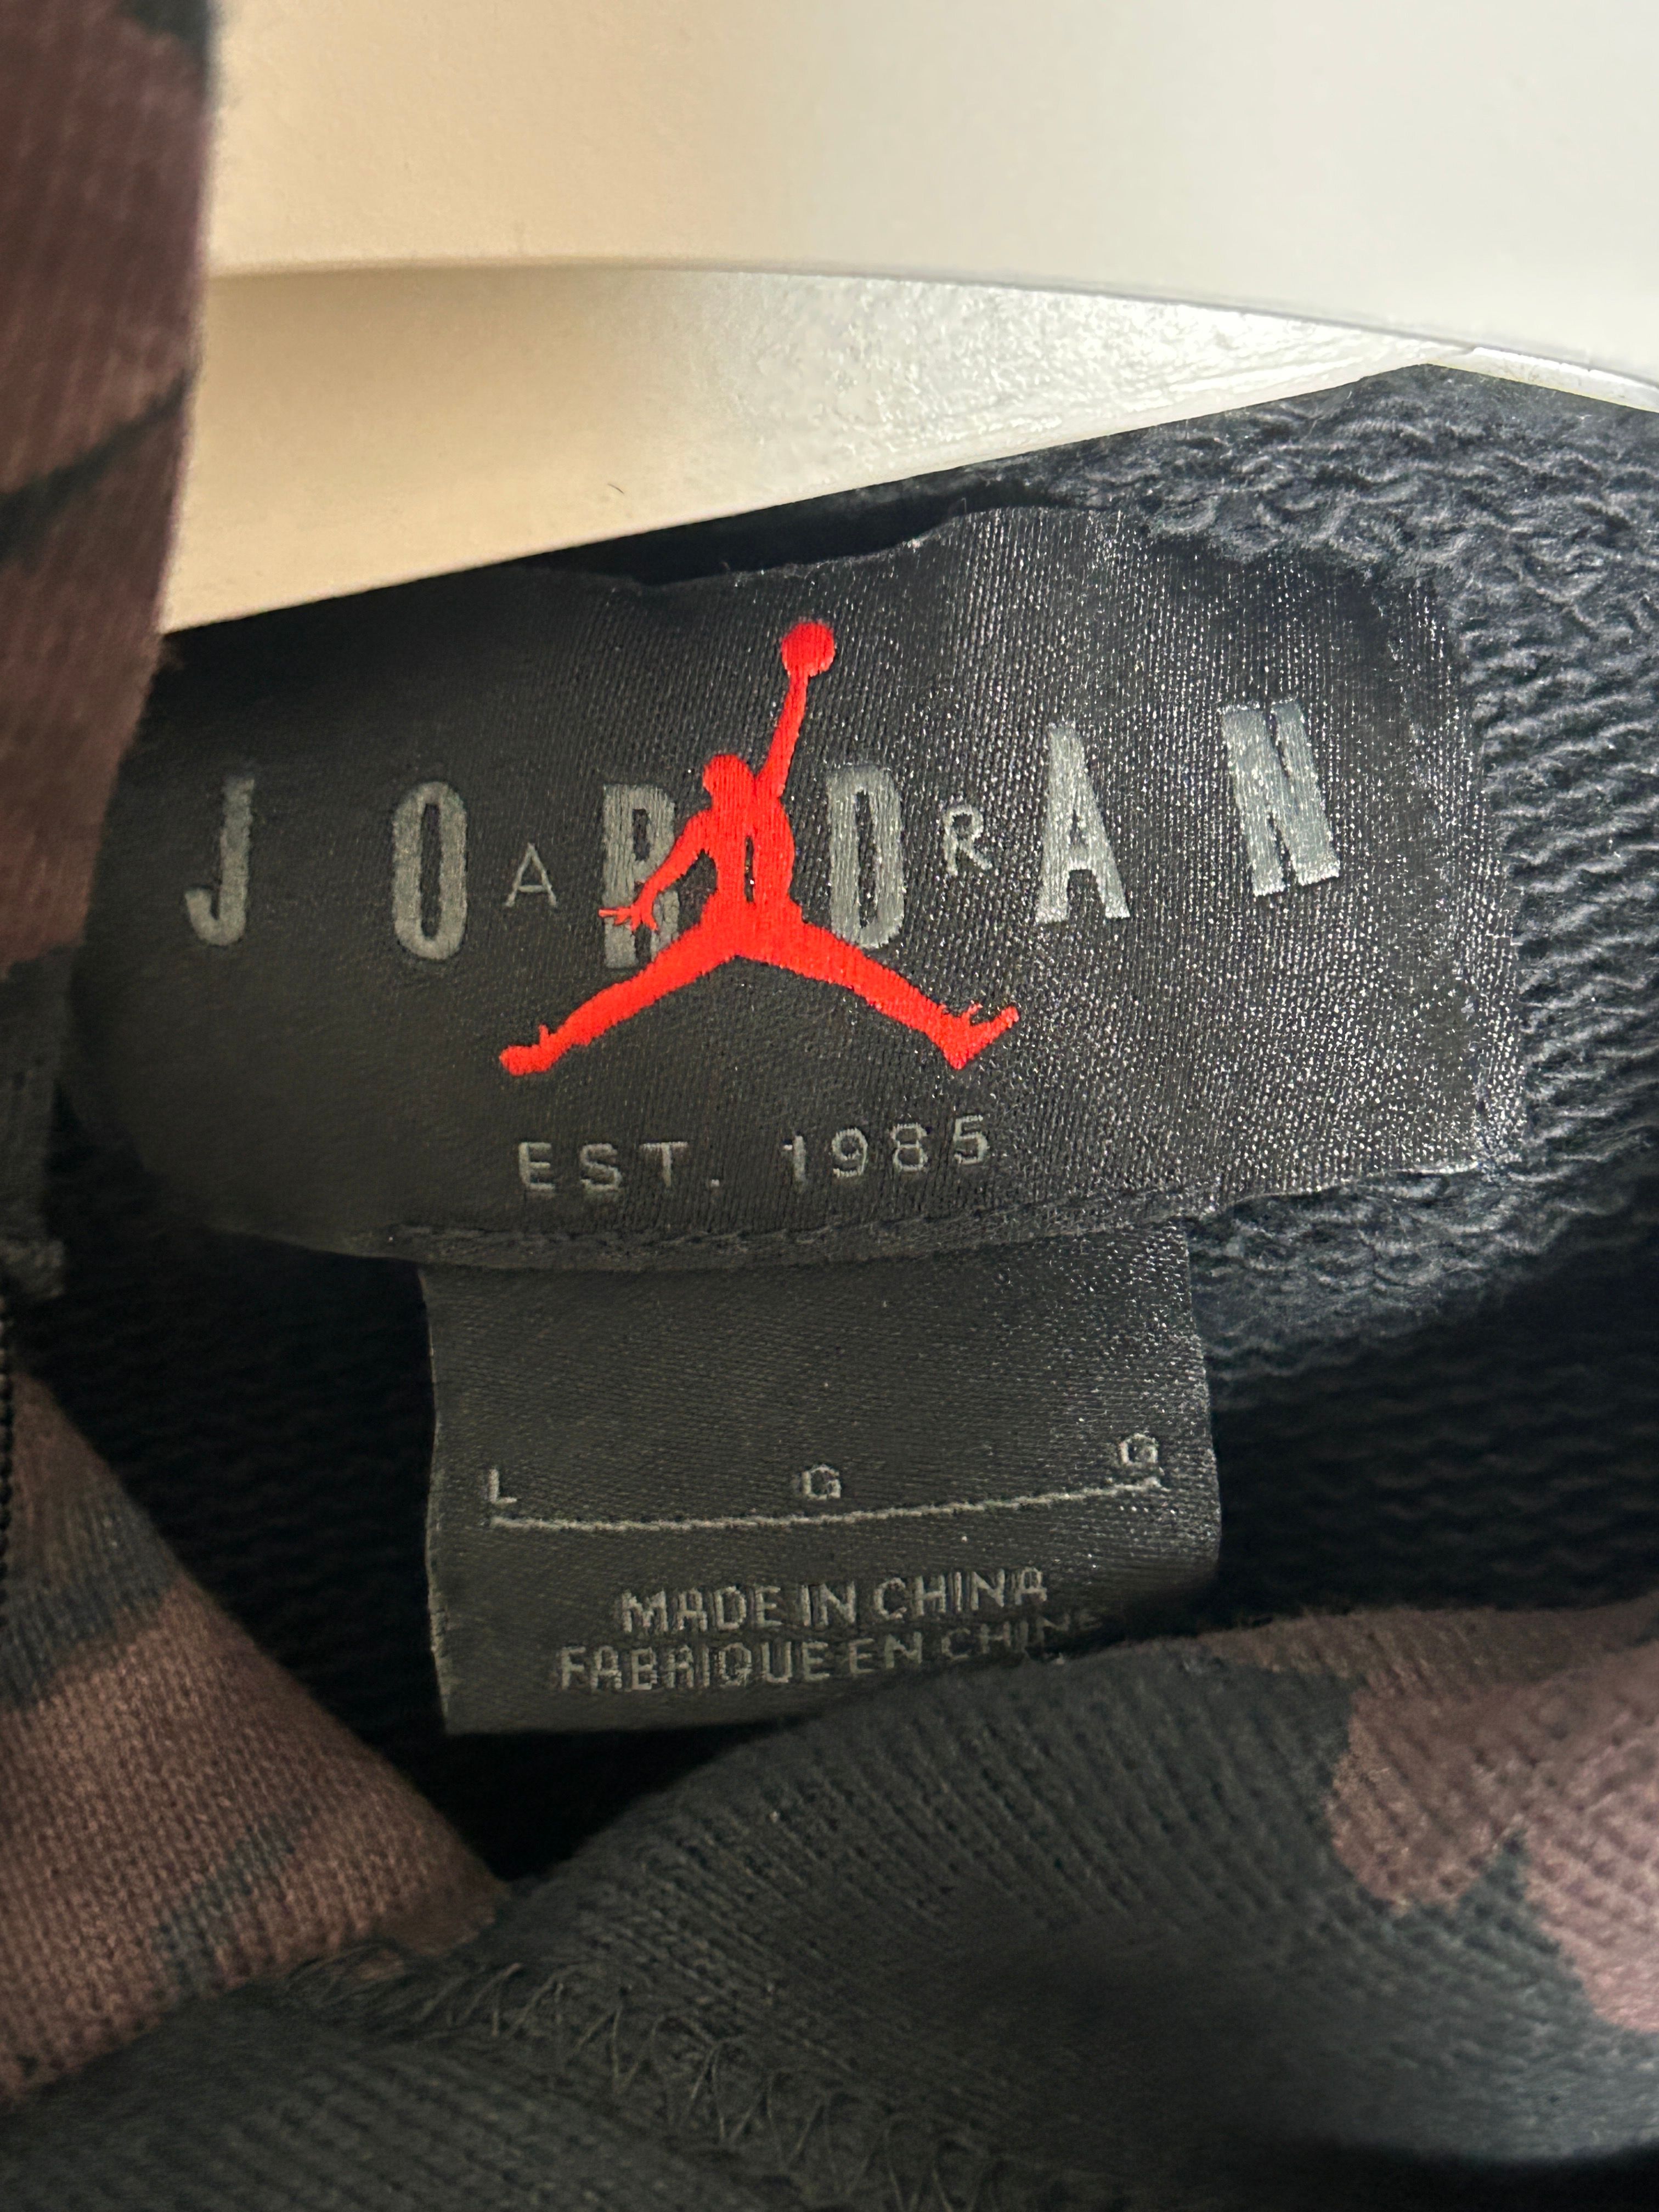 JORDAN
AIR
EST. 1985
L G G
MADE IN CHINA
FABRIQUE EN CHINE